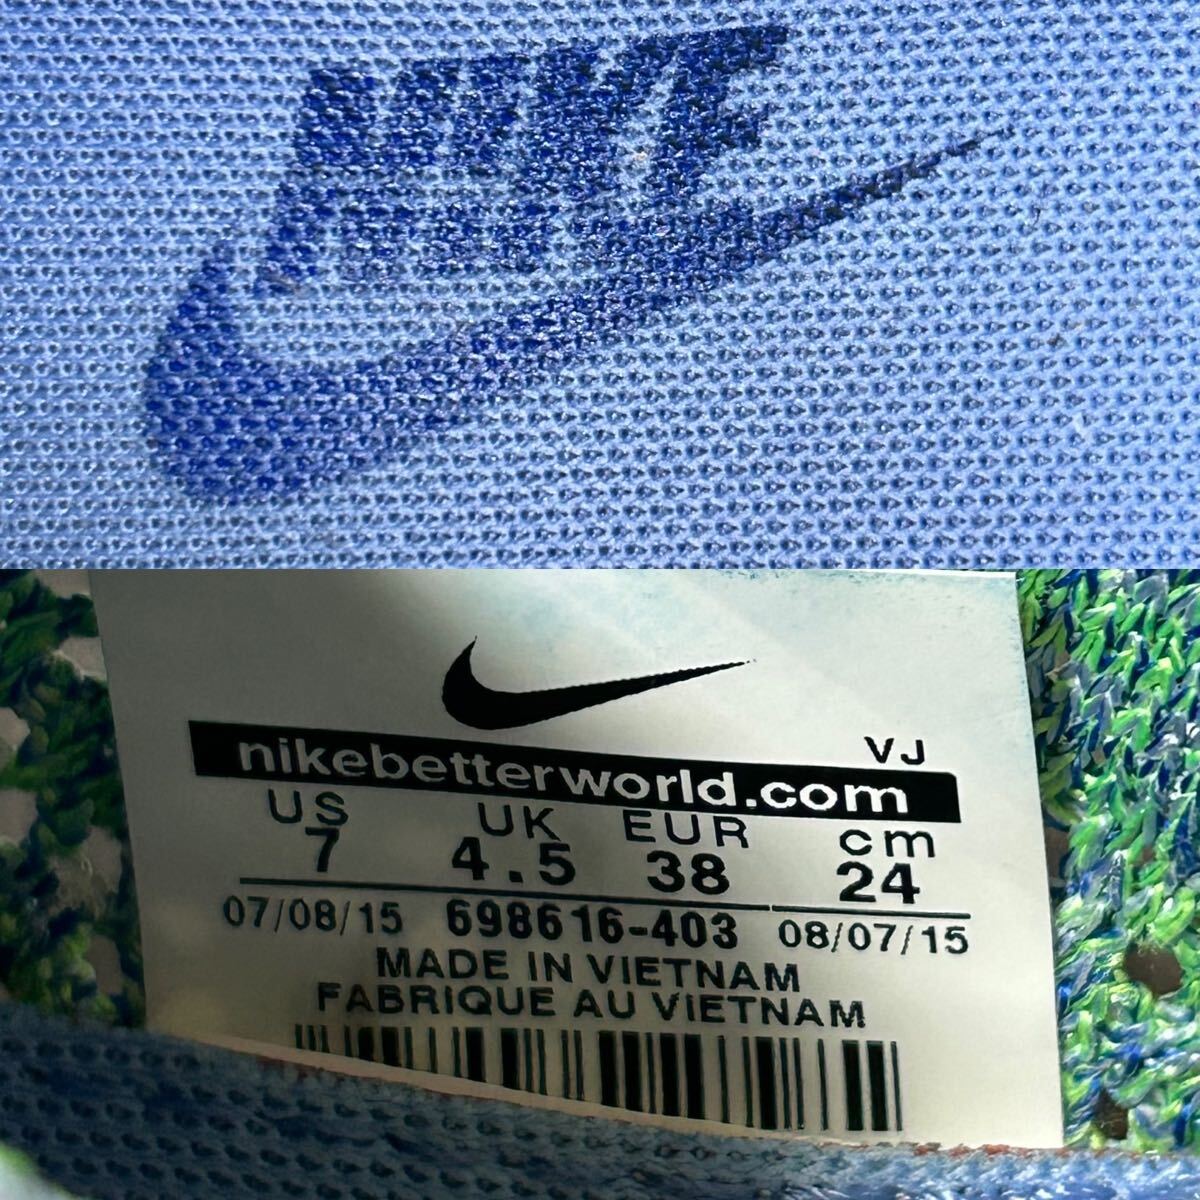 NIKE
VJ
nikebetterworld.com
US UK EUR cm
7 4.5 38 24
07/08/15 698616-403 08/07/15
MADE IN VIETNAM
FABRIQUE AU VIETNAM